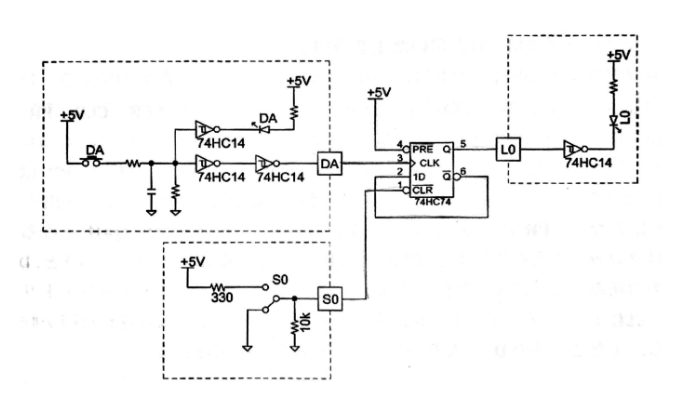 +5V
DA
74HC14
DA
+5V
74HC14
74HC14
DA
+5V
4 PRE Q 5
3 CLK
2 1D Q 6
1 CLR
74HC74
L0
74HC14
+5V
L0
+5V
330
S0
10k
S0